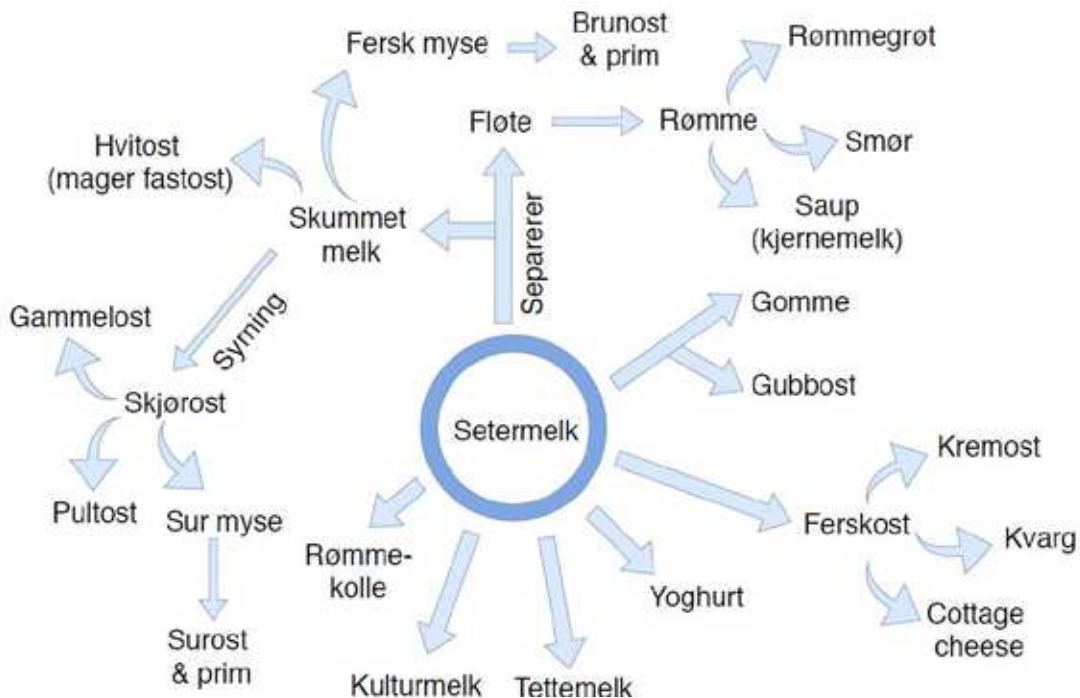 Fersk myse
Brunost
& prim
Rømmegrøt
Fløte
Rømme
Smør
Hvitost
(mager fastost)
Saup
(kjernemelk)
Skummet
melk
Separerer
Gomme
Gammelost
Syrning
Gubbost
Skjørost
Setermelk
Kremost
Pultost
Sur myse
Ferskost
Kvarg
Rømme-
kolle
Yoghurt
Cottage
cheese
Surost
& prim
Kulturmelk
Tettemelk